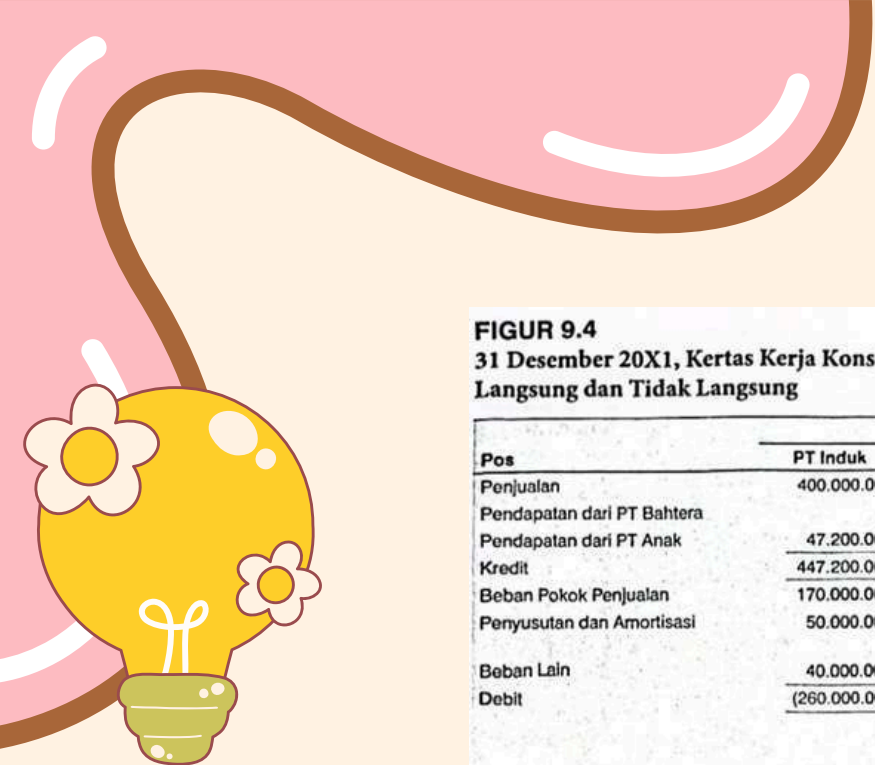 FIGUR 9.4
31 Desember 20X1, Kertas Kerja Kons
Langsung dan Tidak Langsung
Pos PT Induk
Penjualan 400.000.0
Pendapatan dari PT Bahtera
Pendapatan dari PT Anak 47.200.0
Kredit 447.200.0
Beban Pokok Penjualan 170.000.0
Penyusutan dan Amortisasi 50.000.0
Beban Lain 40.000.0
Debit (260.000.0